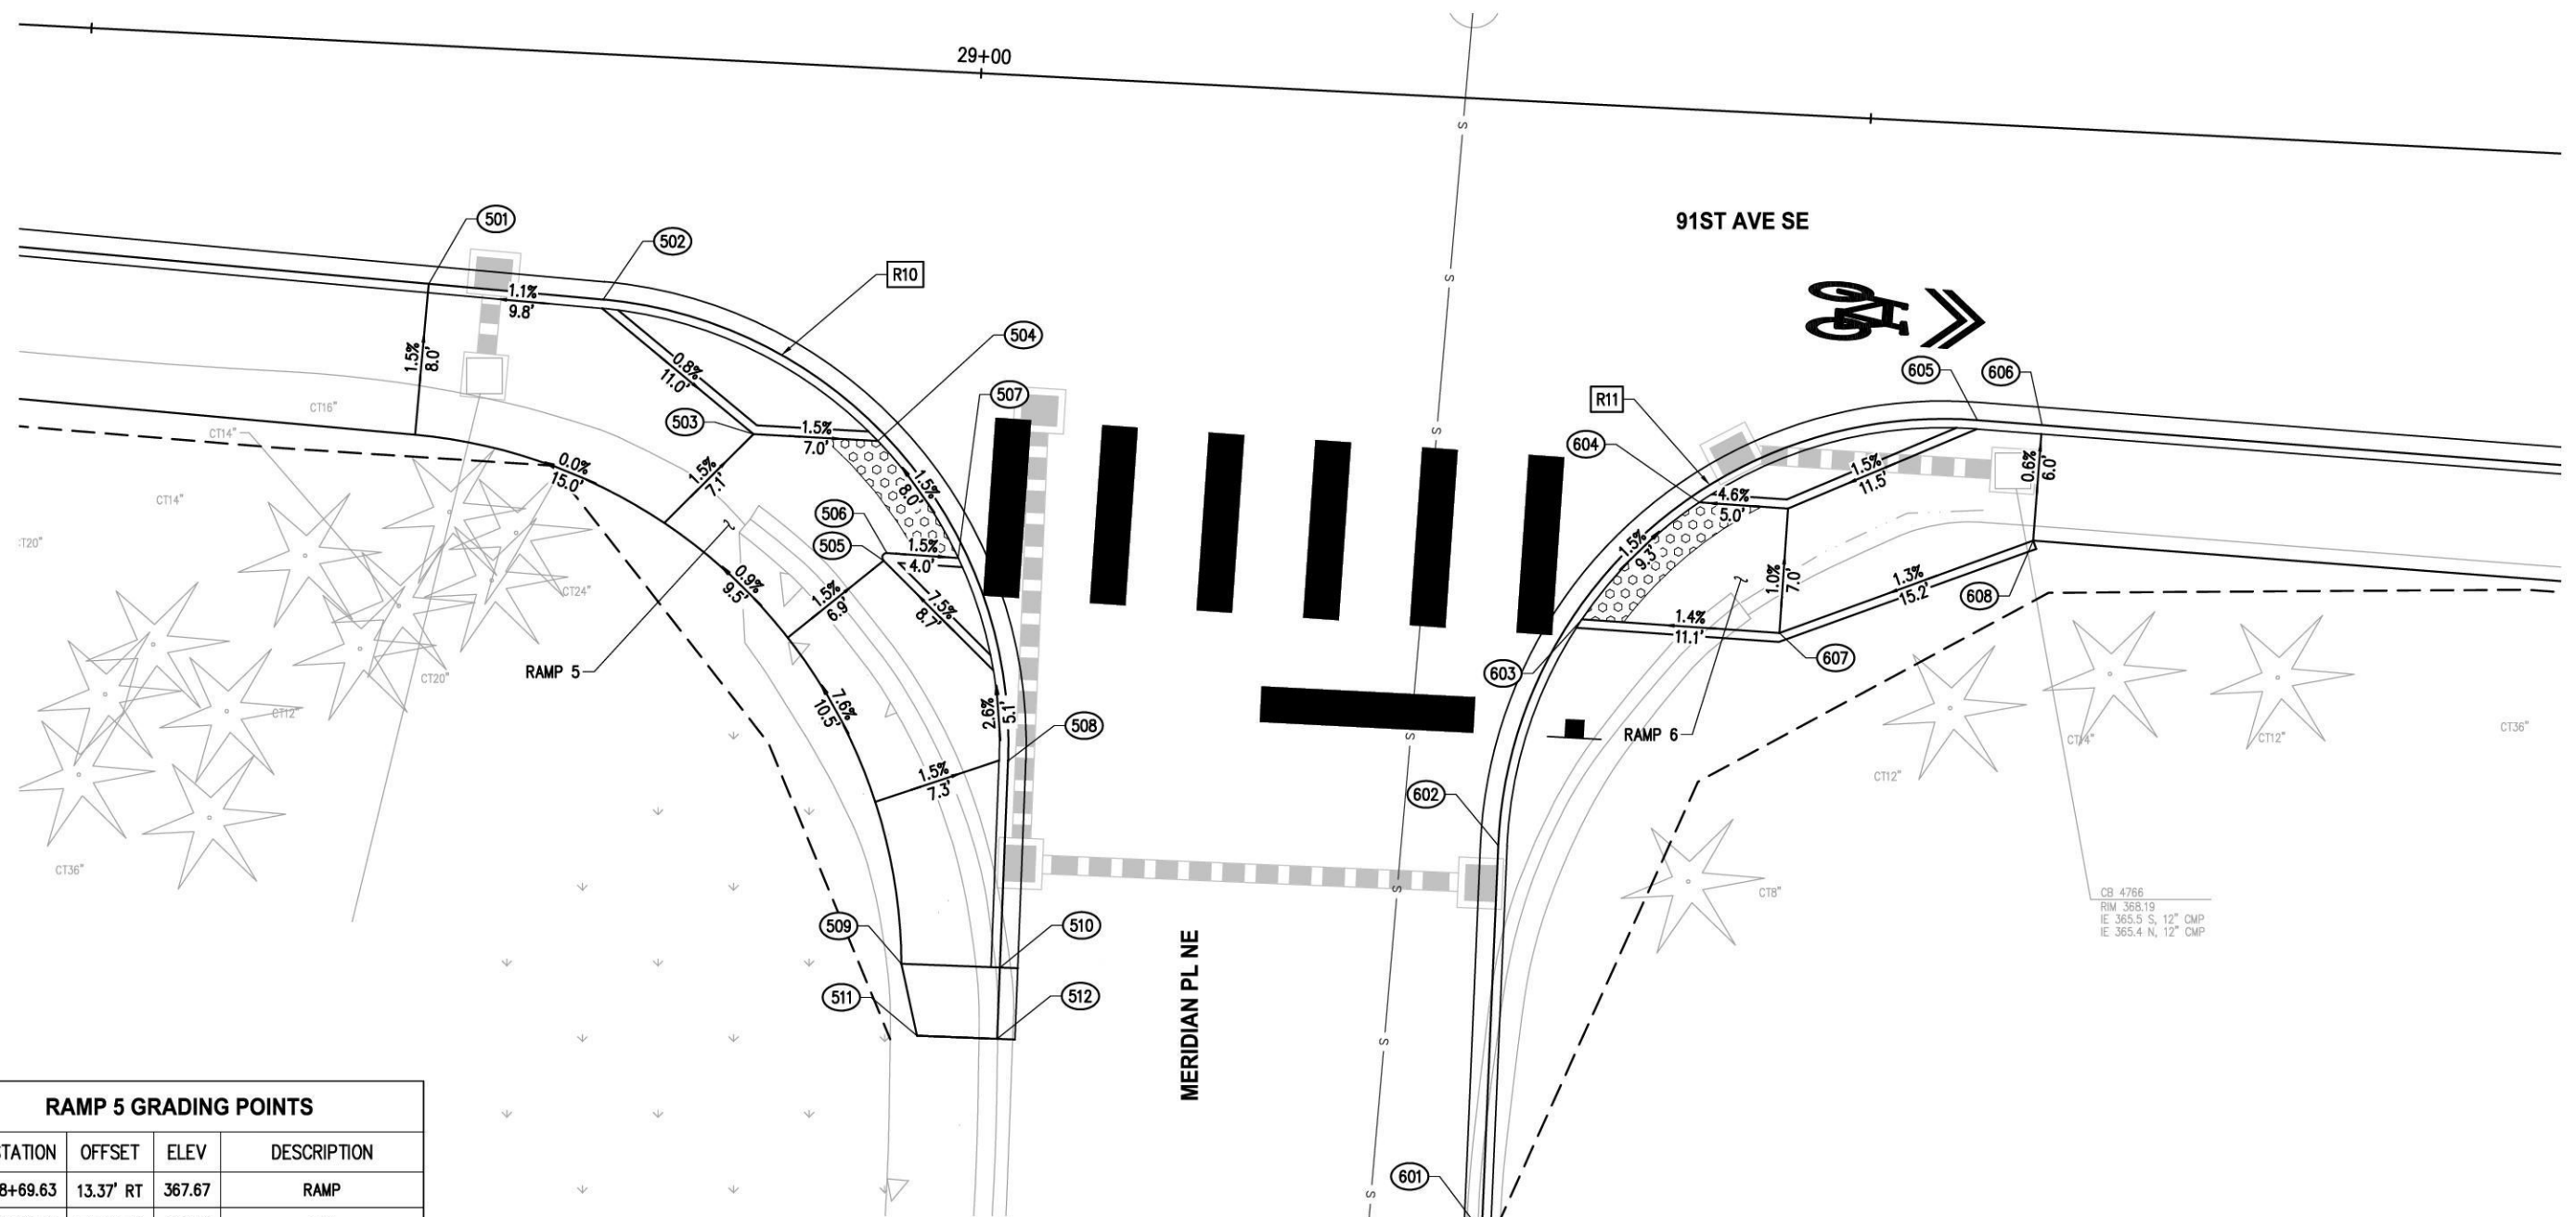 29+00
91ST AVE SE
501
502
R10
504
507
503
506
505
508
509
510
511
512
RAMP 5
1.1%
9.8'
1.5%
8.0'
0.8%
11.0'
1.5%
7.0'
1.5%
8.0'
1.5%
7.1'
0.0%
15.0'
0.9%
9.5'
1.5%
4.0'
1.5%
6.9'
7.5%
8.7'
7.6%
10.5'
2.6%
5.1'
1.5%
7.3'
605
606
R11
604
603
607
608
602
601
RAMP 6
4.6%
5.0'
1.5%
11.5'
0.6%
6.0'
1.5%
9.3'
1.0%
7.0'
1.4%
11.1'
1.3%
15.2'
MERIDIAN PL NE
S
S
S
S
S
S
S
S
CT16"
CT14"
CT14"
CT20"
CT24"
CT20"
CT12"
CT36"
CT8"
CT12"
CT14"
CT12"
CT36"
CB 4766
RIM 368.19
IE 365.5 S, 12" CMP
IE 365.4 N, 12" CMP
RAMP 5 GRADING POINTS
STATION OFFSET ELEV DESCRIPTION
8+69.63 13.37' RT 367.67 RAMP